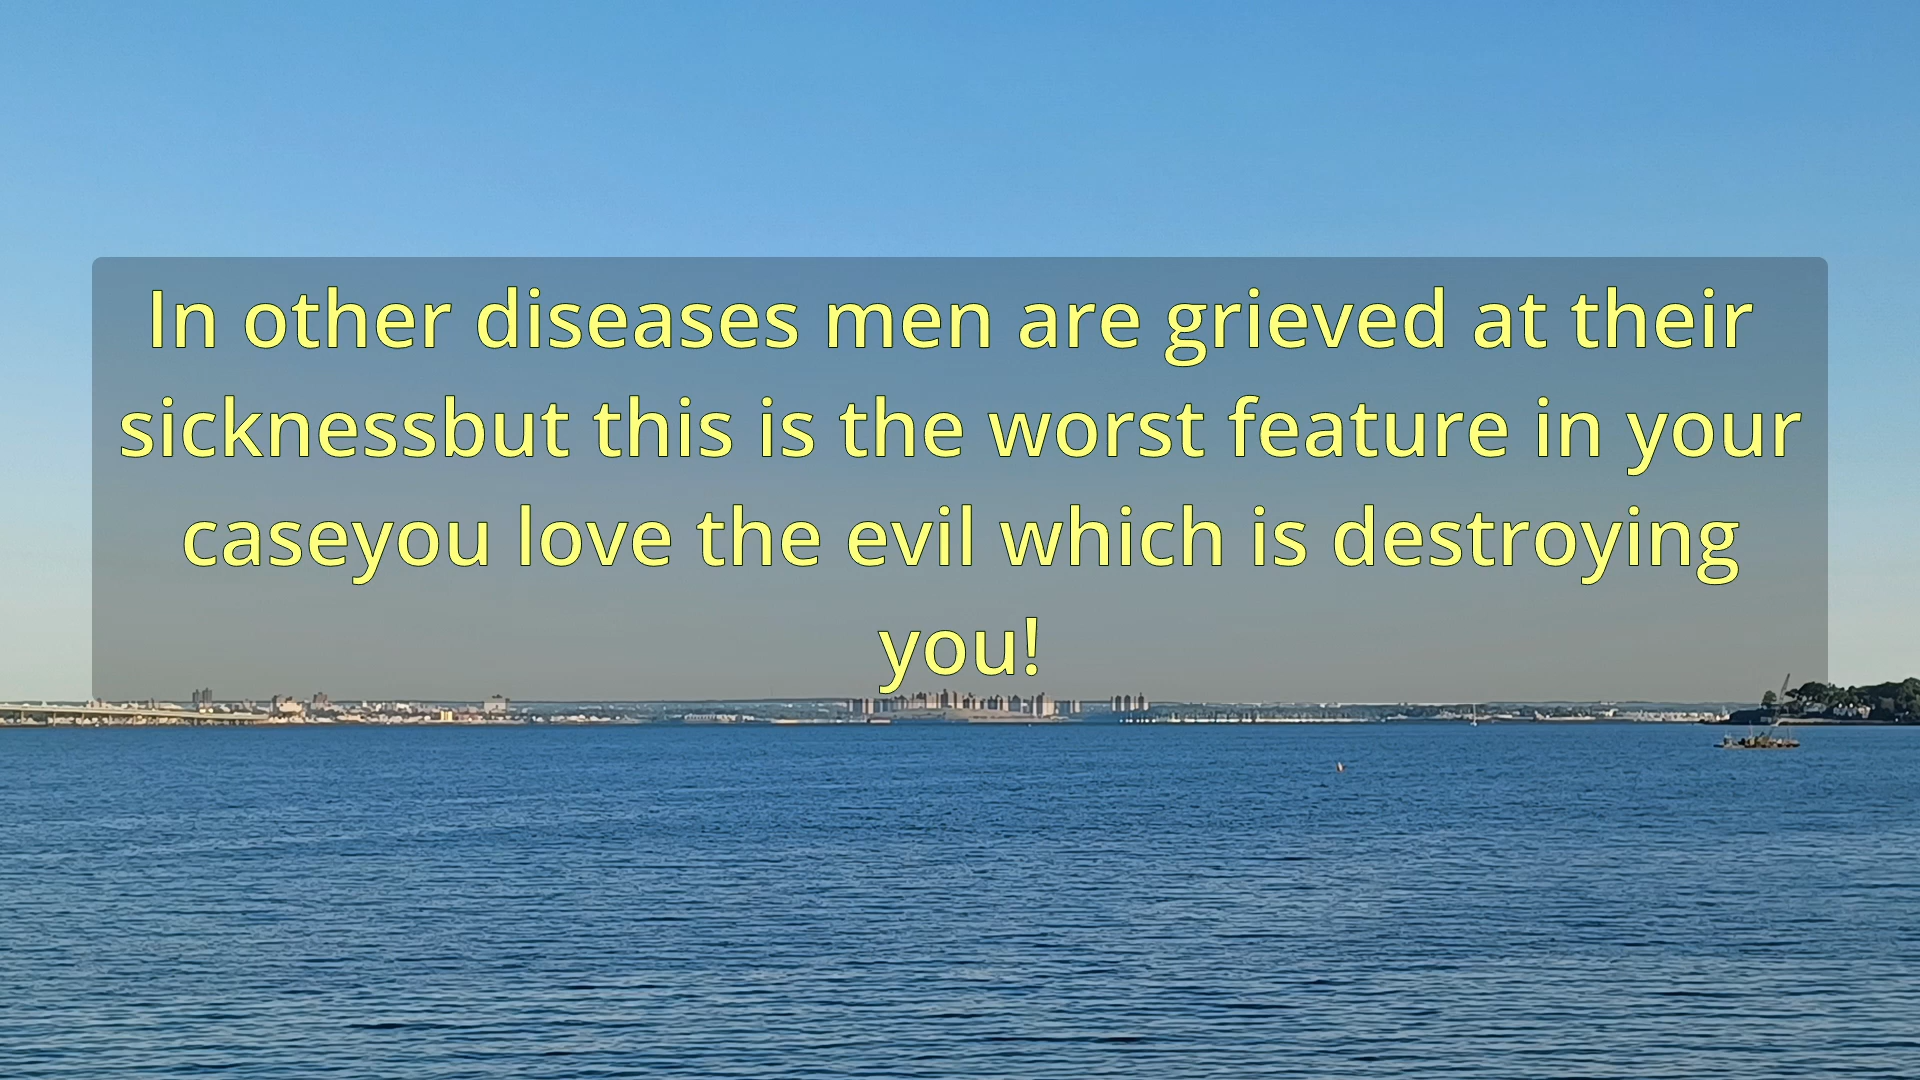 In other diseases men are grieved at their
sicknessbut this is the worst feature in your
caseyou love the evil which is destroying
you!